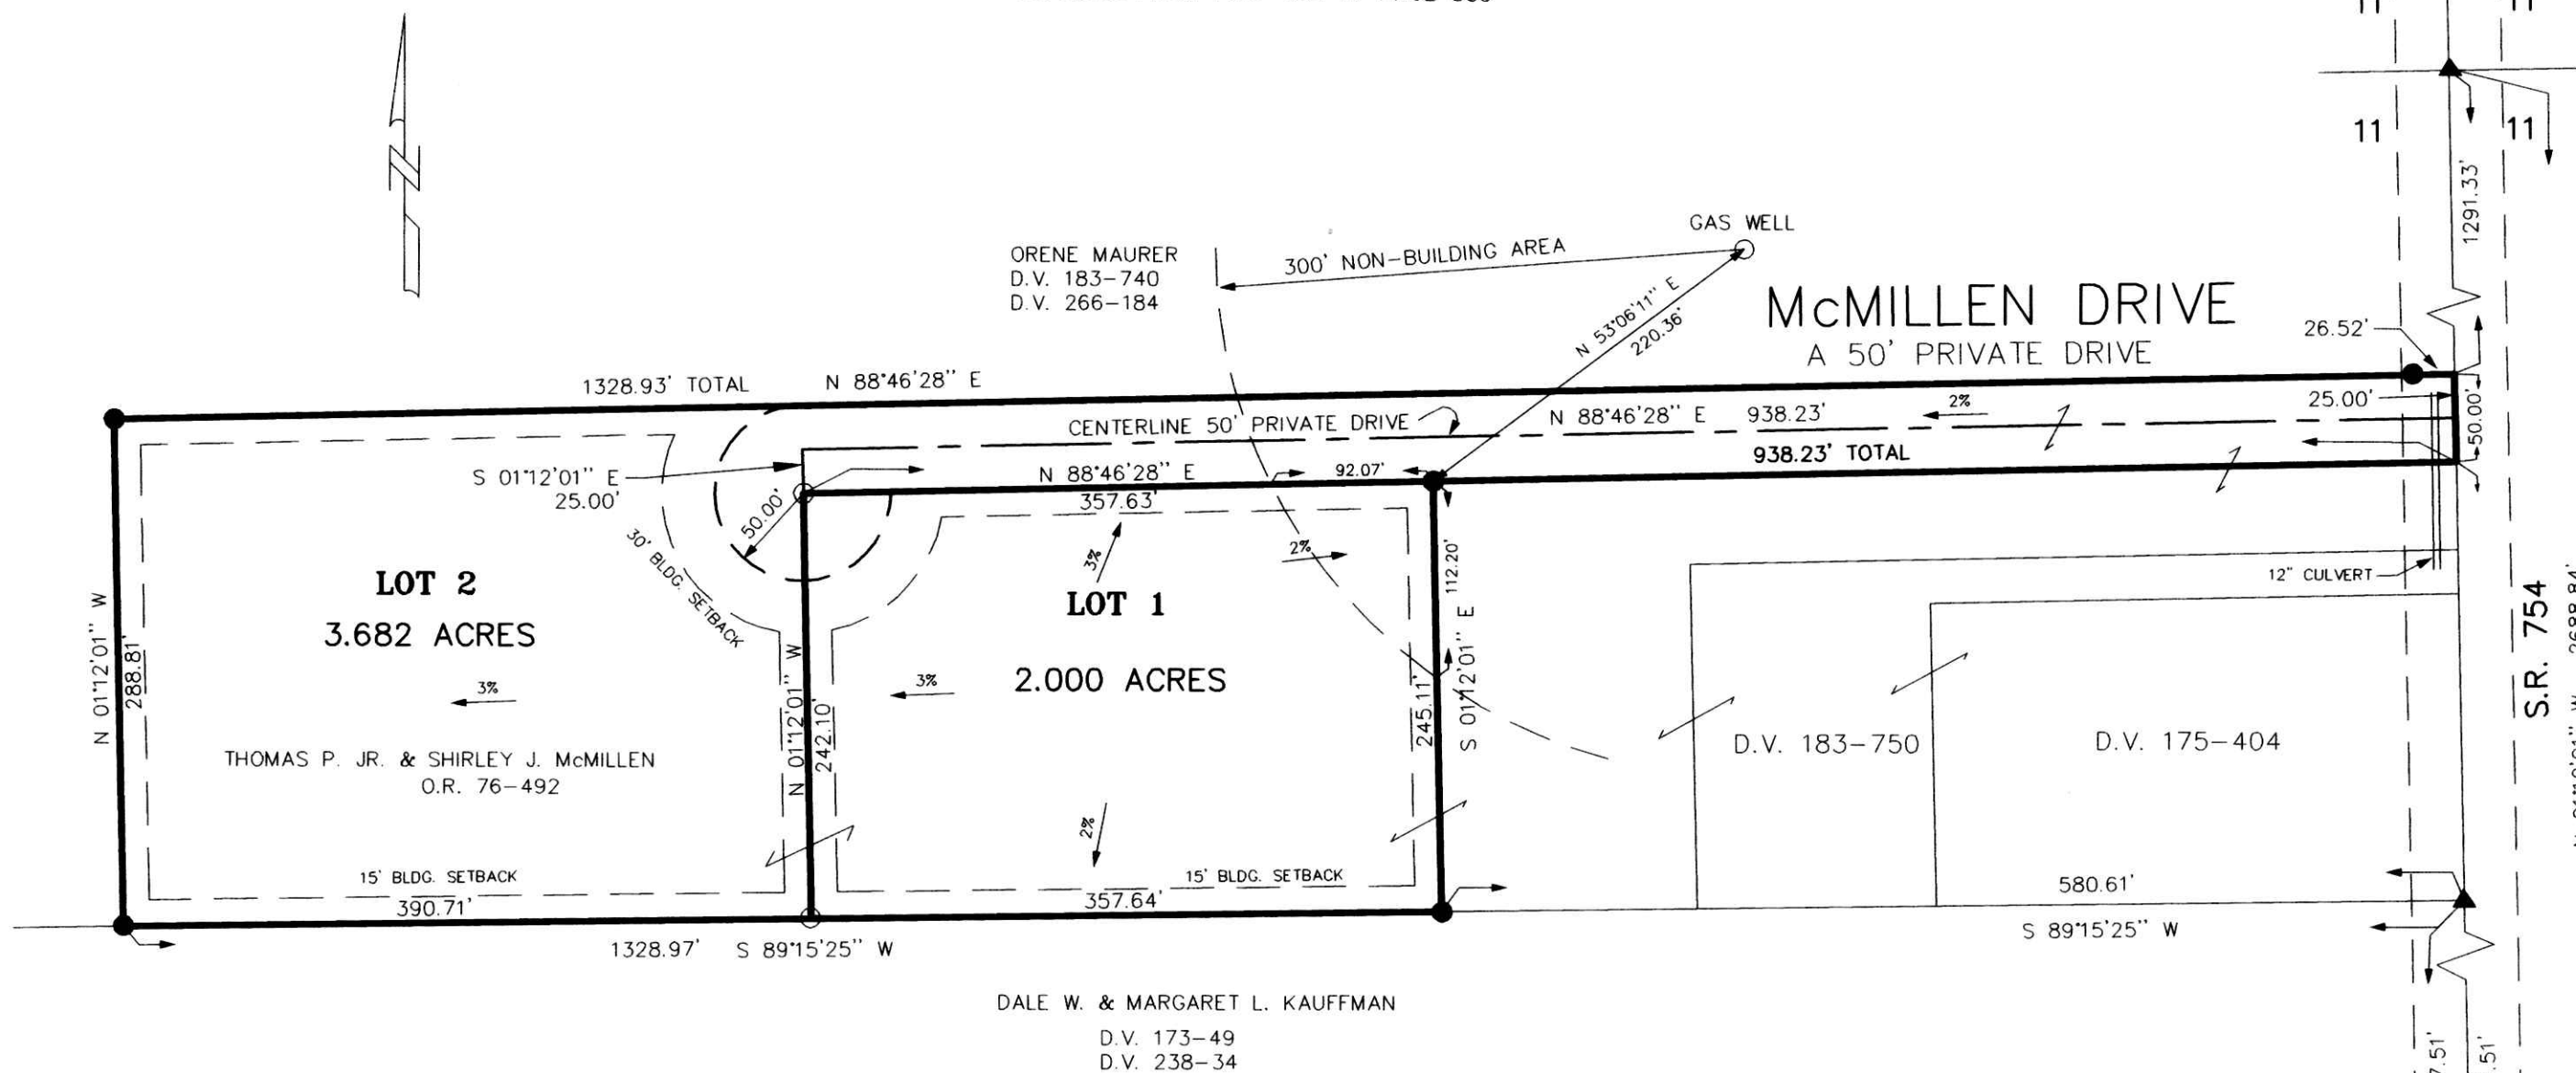 11
11
1291.33'
GAS WELL
ORENE MAURER
D.V. 183-740
D.V. 266-184
300' NON-BUILDING AREA
N 53°06'11" E
220.36'
McMILLEN DRIVE
A 50' PRIVATE DRIVE
26.52'
1328.93' TOTAL
N 88°46'28" E
CENTERLINE 50' PRIVATE DRIVE
N 88°46'28" E
938.23'
2%
25.00'
50.00'
938.23' TOTAL
S 01°12'01" E
25.00'
N 88°46'28" E
92.07'
357.63'
50.00'
30' BLDG. SETBACK
3%
2%
112.20'
S 01°12'01" E
245.11'
12" CULVERT
LOT 2
3.682 ACRES
LOT 1
2.000 ACRES
N 01°12'01" W
288.81'
3%
N 01°12'01" W
242.10'
3%
THOMAS P. JR. & SHIRLEY J. McMILLEN
O.R. 76-492
D.V. 183-750
D.V. 175-404
S.R. 754
2688.84'
2%
15' BLDG. SETBACK
15' BLDG. SETBACK
390.71'
357.64'
580.61'
1328.97'
S 89°15'25" W
S 89°15'25" W
DALE W. & MARGARET L. KAUFFMAN
D.V. 173-49
D.V. 238-34